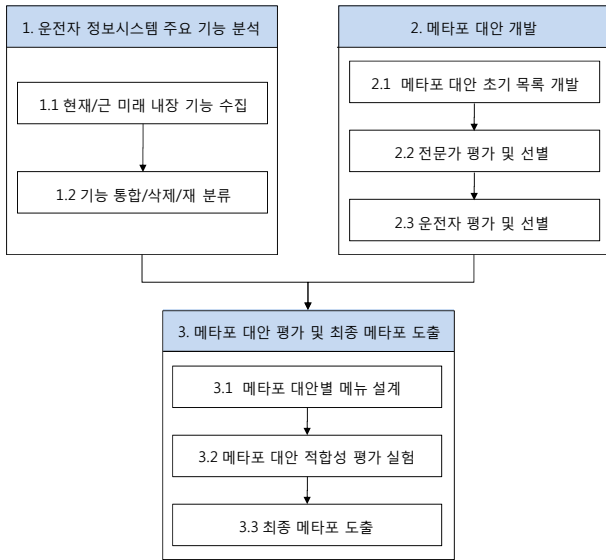 1. 운전자 정보시스템 주요 기능 분석
1.1 현재/근 미래 내장 기능 수집
1.2 기능 통합/삭제/재 분류
2. 메타포 대안 개발
2.1 메타포 대안 초기 목록 개발
2.2 전문가 평가 및 선별
2.3 운전자 평가 및 선별
3. 메타포 대안 평가 및 최종 메타포 도출
3.1 메타포 대안별 메뉴 설계
3.2 메타포 대안 적합성 평가 실험
3.3 최종 메타포 도출